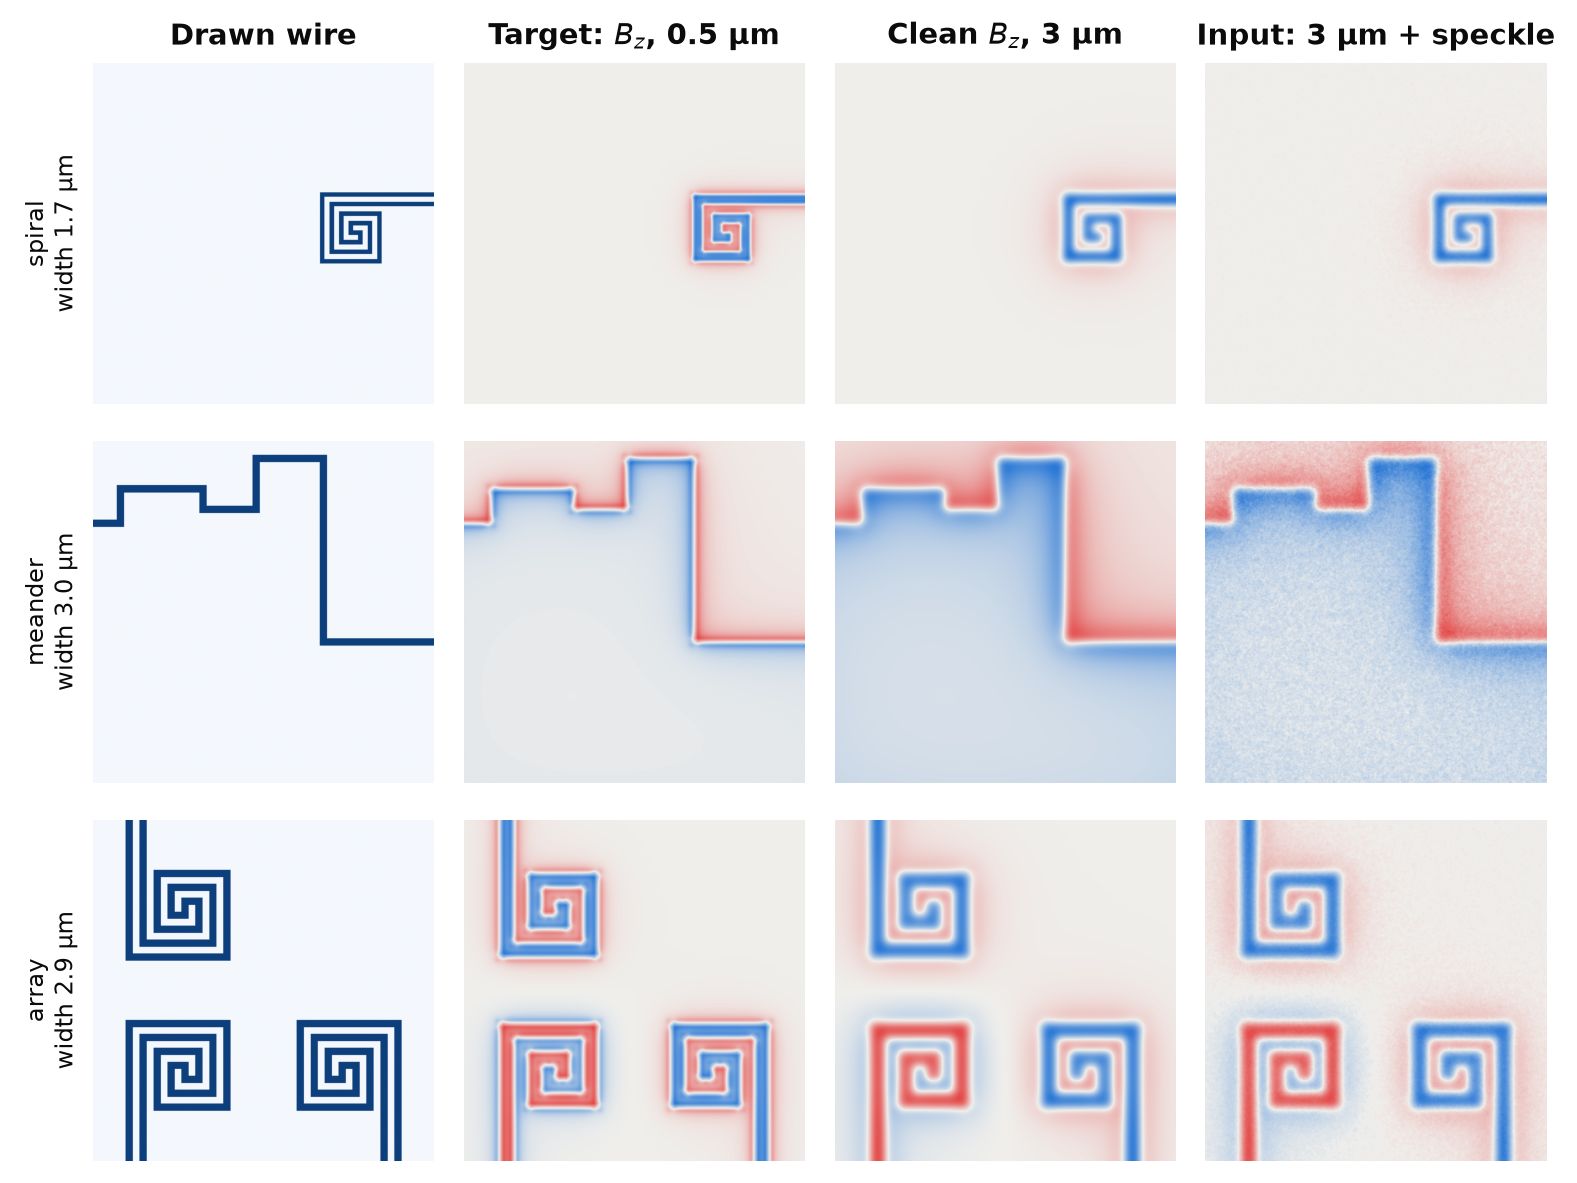 Drawn wire
Target: B_z, 0.5 µm
Clean B_z, 3 µm
Input: 3 µm + speckle
spiral
width 1.7 µm
meander
width 3.0 µm
array
width 2.9 µm